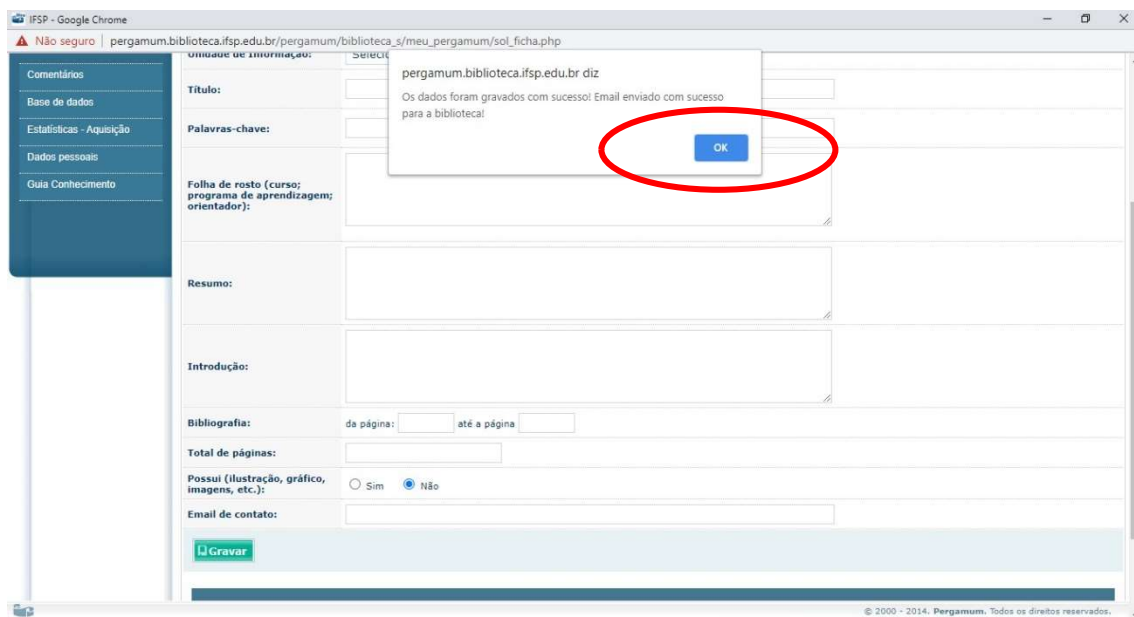 IFSP - Google Chrome
Não seguro | pergamum.biblioteca.ifsp.edu.br/pergamum/biblioteca_s/meu_pergamum/sol_ficha.php
Comentários
Base de dados
Estatísticas - Aquisição
Dados pessoais
Guia Conhecimento
Unidade de Informação:
pergamum.biblioteca.ifsp.edu.br diz
Os dados foram gravados com sucesso! Email enviado com sucesso
para a biblioteca!
OK
Título:
Palavras-chave:
Folha de rosto (curso;
programa de aprendizagem;
orientador):
Resumo:
Introdução:
Bibliografia: da página: até a página
Total de páginas:
Possui (ilustração, gráfico,
imagens, etc.): Sim Não
Email de contato:
Gravar
© 2000 - 2014. Pergamum. Todos os direitos reservados.